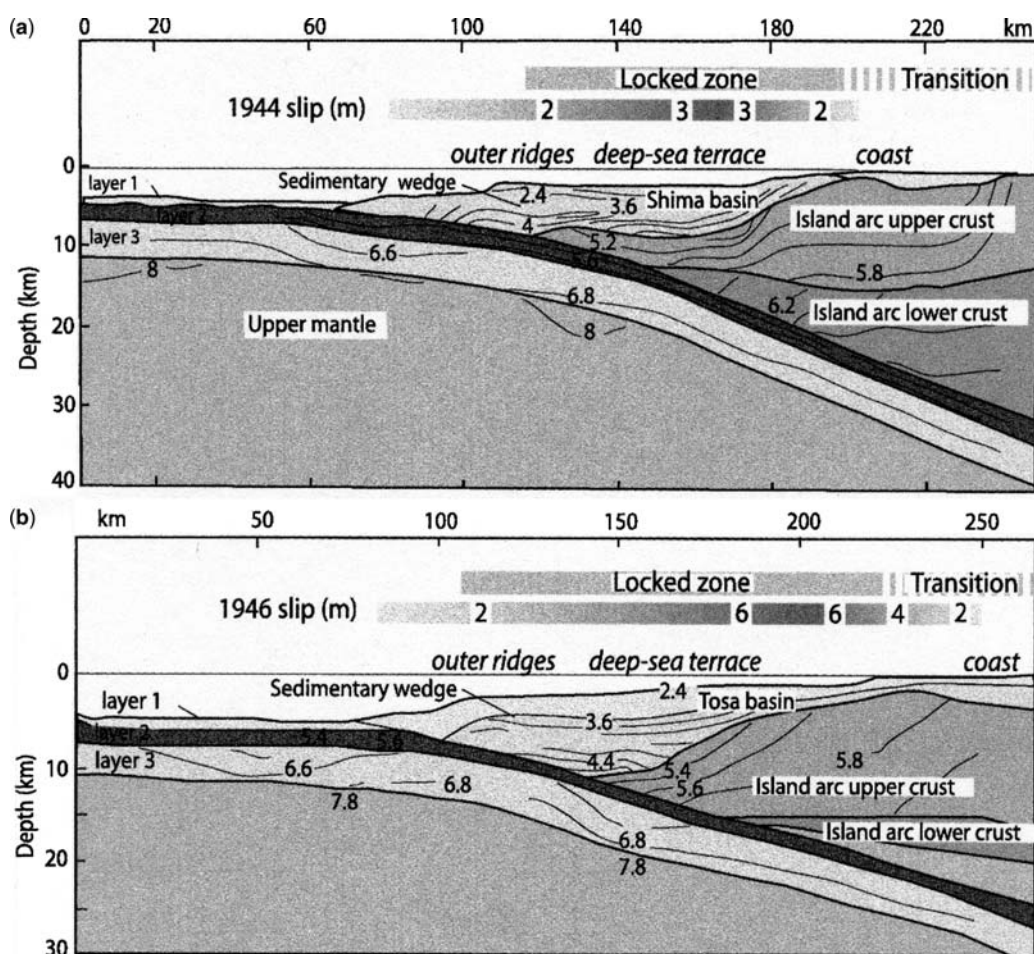 (a)
0 20 60 100 140 180 220 km
Locked zone Transition
1944 slip (m) 2 3 3 2
outer ridges deep-sea terrace coast
0
layer 1 Sedimentary wedge 2.4 3.6 Shima basin
layer 2 4 Island arc upper crust
layer 3 5.2
10 6.6 5.6 5.8
8 6.8 6.2
Island arc lower crust
20 Upper mantle 8
Depth (km)
30
40
(b)
km 50 100 150 200 250
Locked zone Transition
1946 slip (m) 2 6 6 4 2
outer ridges deep-sea terrace coast
0
Sedimentary wedge 2.4
layer 1 3.6 Tosa basin
layer 2 5.4 5.6
layer 3 4.4 5.4 5.8
10 6.6 6.8 5.6 Island arc upper crust
7.8
6.8 Island arc lower crust
20 7.8
Depth (km)
30